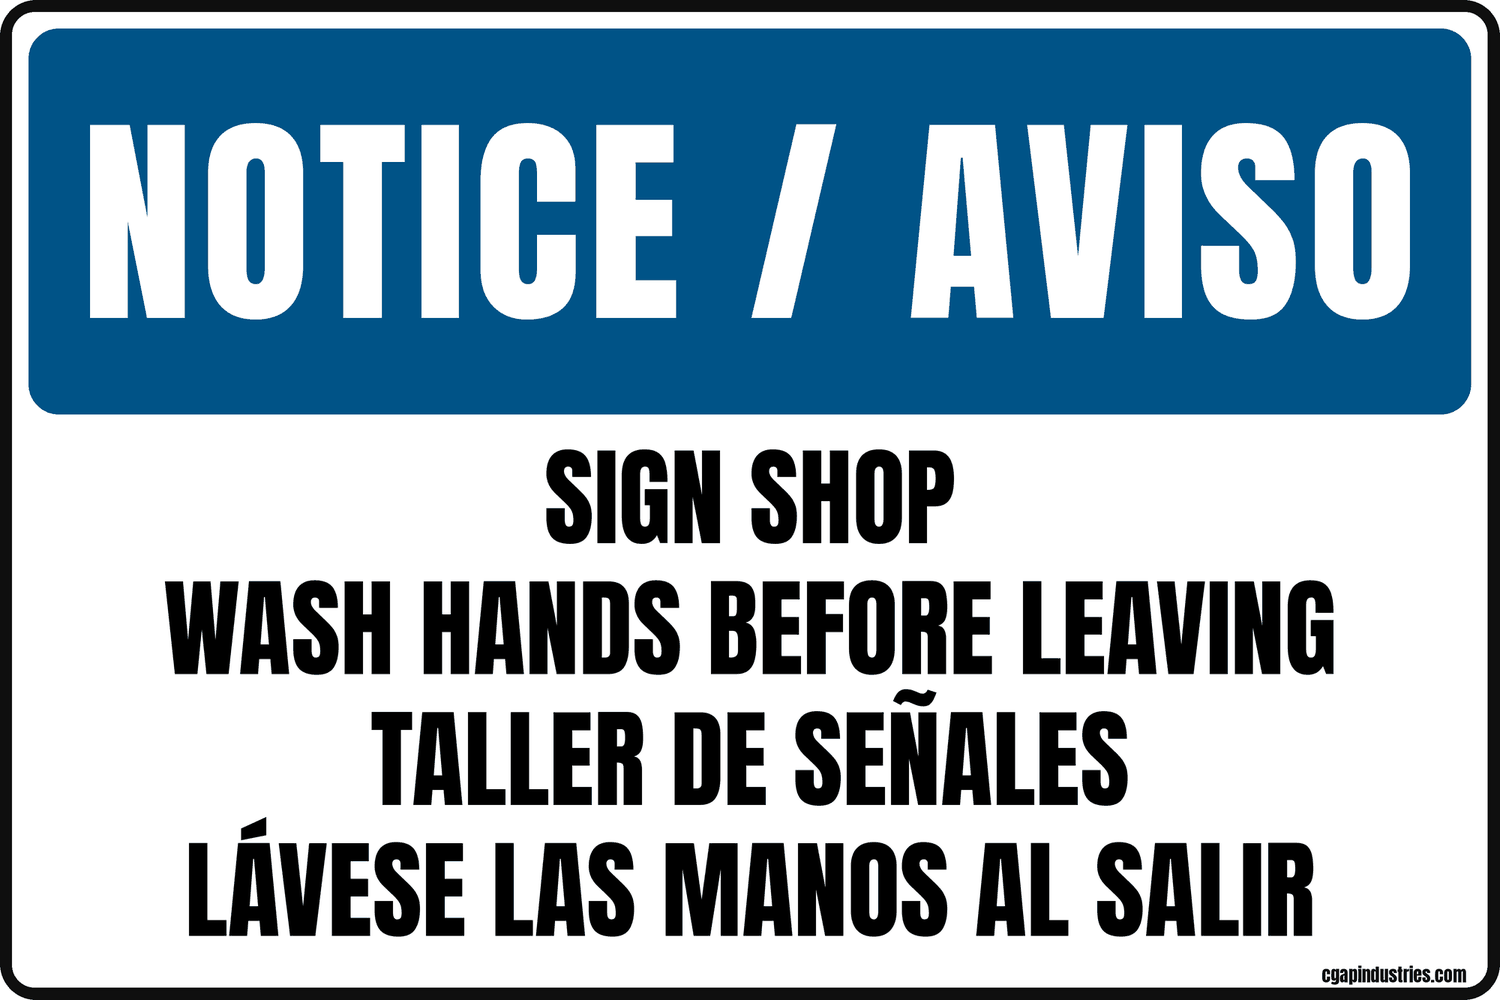 NOTICE / AVISO
SIGN SHOP
WASH HANDS BEFORE LEAVING
TALLER DE SEÑALES
LÁVESE LAS MANOS AL SALIR
cgapindustries.com